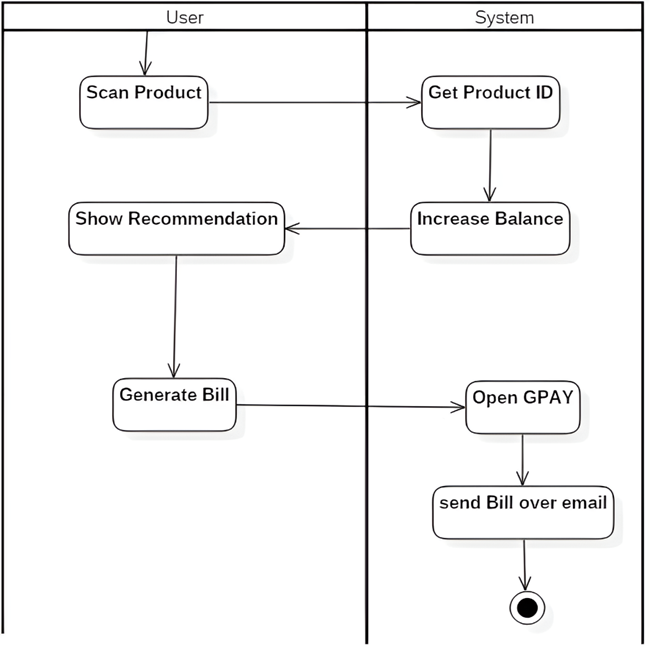 User
System
Scan Product
Get Product ID
Show Recommendation
Increase Balance
Generate Bill
Open GPAY
send Bill over email